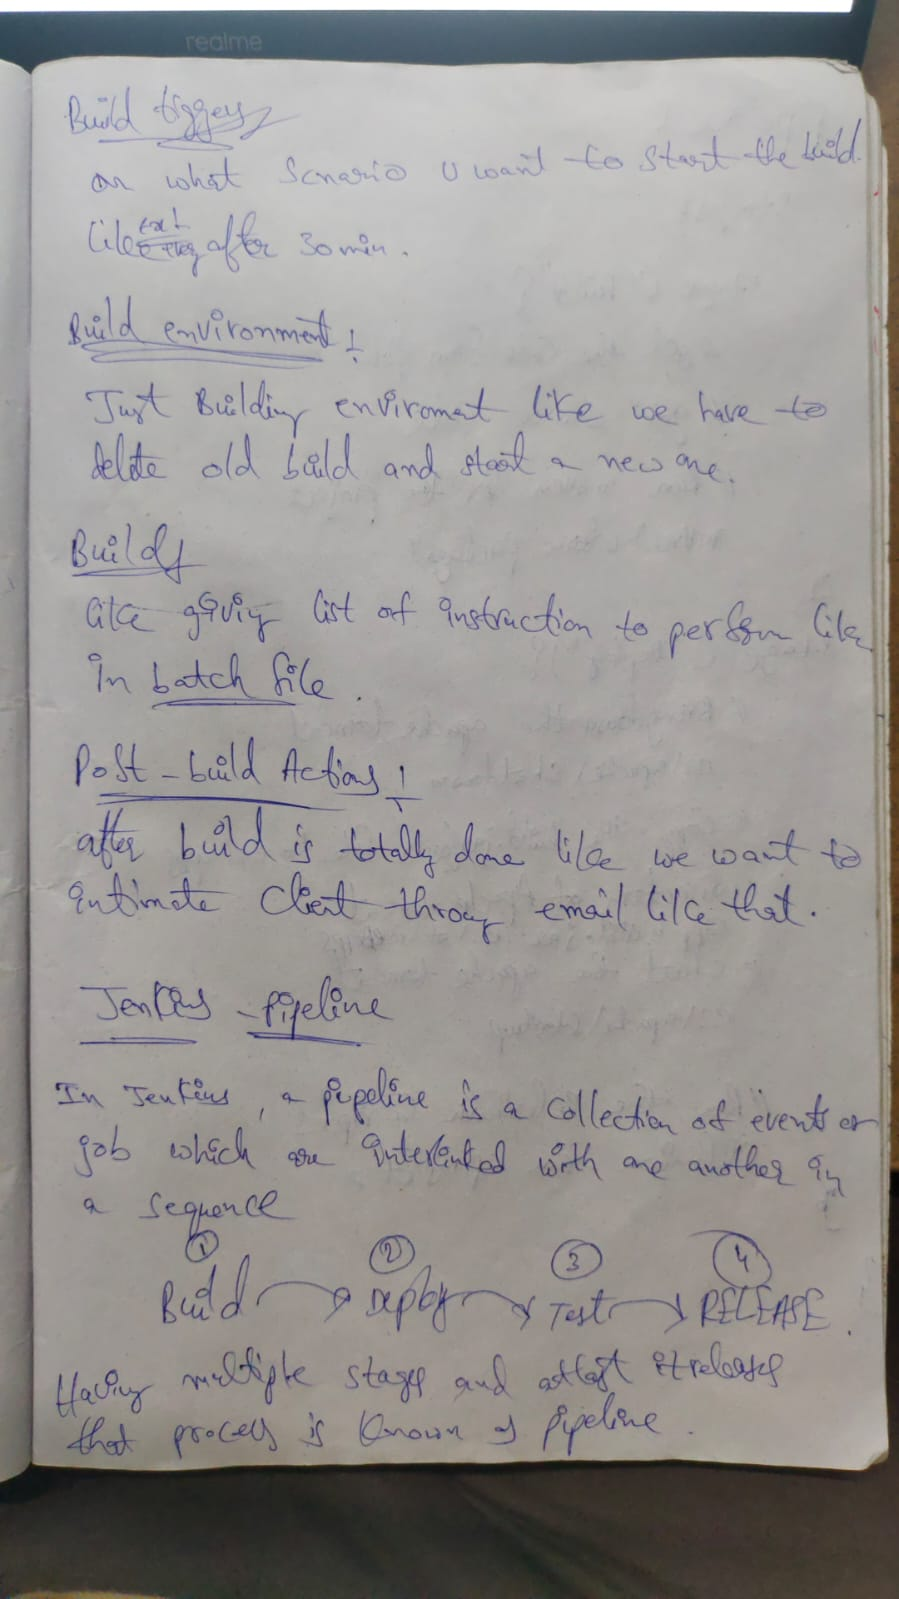 realme
Build triggers
on what Scnario U want to Start the build
like after 30 min.
Build environment :
Just Building enviroment like we have to
delete old build and start a new one.
Builds
like giving list of instruction to perform like
in batch file.
Post-build Actions :
after build is totally done like we want to
intimate Client throug email like that.
Jenkins - Pipeline
In Jenkins, a pipeline is a collection of events or
job which are interlinked with one another in
a sequence
① ② ③ ④
Build → Deploy → Test → RELEASE.
Having multiple stages and atlast it releases
that process is known as pipeline.